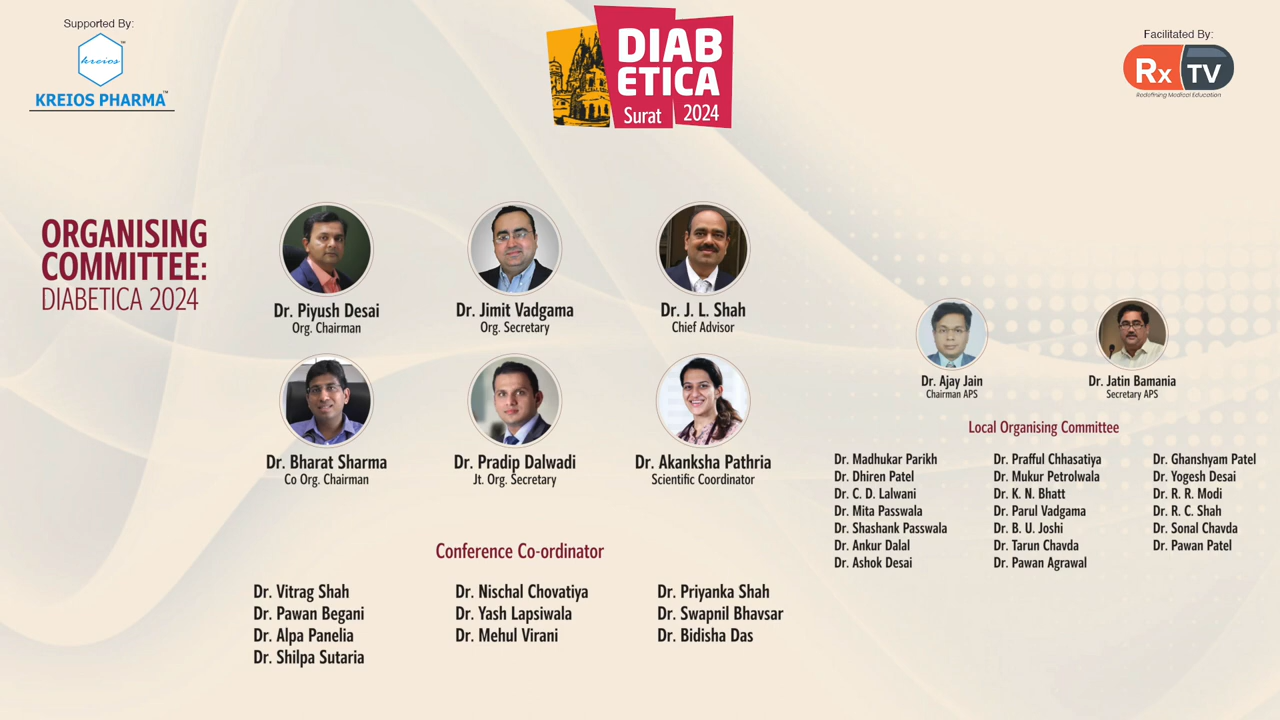 Supported By:
kreios
KREIOS PHARMA™
DIAB
ETICA
Surat 2024
Facilitated By:
Rx TV
Redefining Medical Education
ORGANISING
COMMITTEE:
DIABETICA 2024
Dr. Piyush Desai
Org. Chairman
Dr. Jimit Vadgama
Org. Secretary
Dr. J. L. Shah
Chief Advisor
Dr. Bharat Sharma
Co Org. Chairman
Dr. Pradip Dalwadi
Jt. Org. Secretary
Dr. Akanksha Pathria
Scientific Coordinator
Conference Co-ordinator
Dr. Vitrag Shah
Dr. Pawan Begani
Dr. Alpa Panelia
Dr. Shilpa Sutaria
Dr. Nischal Chovatiya
Dr. Yash Lapsiwala
Dr. Mehul Virani
Dr. Priyanka Shah
Dr. Swapnil Bhavsar
Dr. Bidisha Das
Dr. Ajay Jain
Chairman APS
Dr. Jatin Bamania
Secretary APS
Local Organising Committee
Dr. Madhukar Parikh
Dr. Dhiren Patel
Dr. C. D. Lalwani
Dr. Mita Passwala
Dr. Shashank Passwala
Dr. Ankur Dalal
Dr. Ashok Desai
Dr. Prafful Chhasatiya
Dr. Mukur Petrolwala
Dr. K. N. Bhatt
Dr. Parul Vadgama
Dr. B. U. Joshi
Dr. Tarun Chavda
Dr. Pawan Agrawal
Dr. Ghanshyam Patel
Dr. Yogesh Desai
Dr. R. R. Modi
Dr. R. C. Shah
Dr. Sonal Chavda
Dr. Pawan Patel